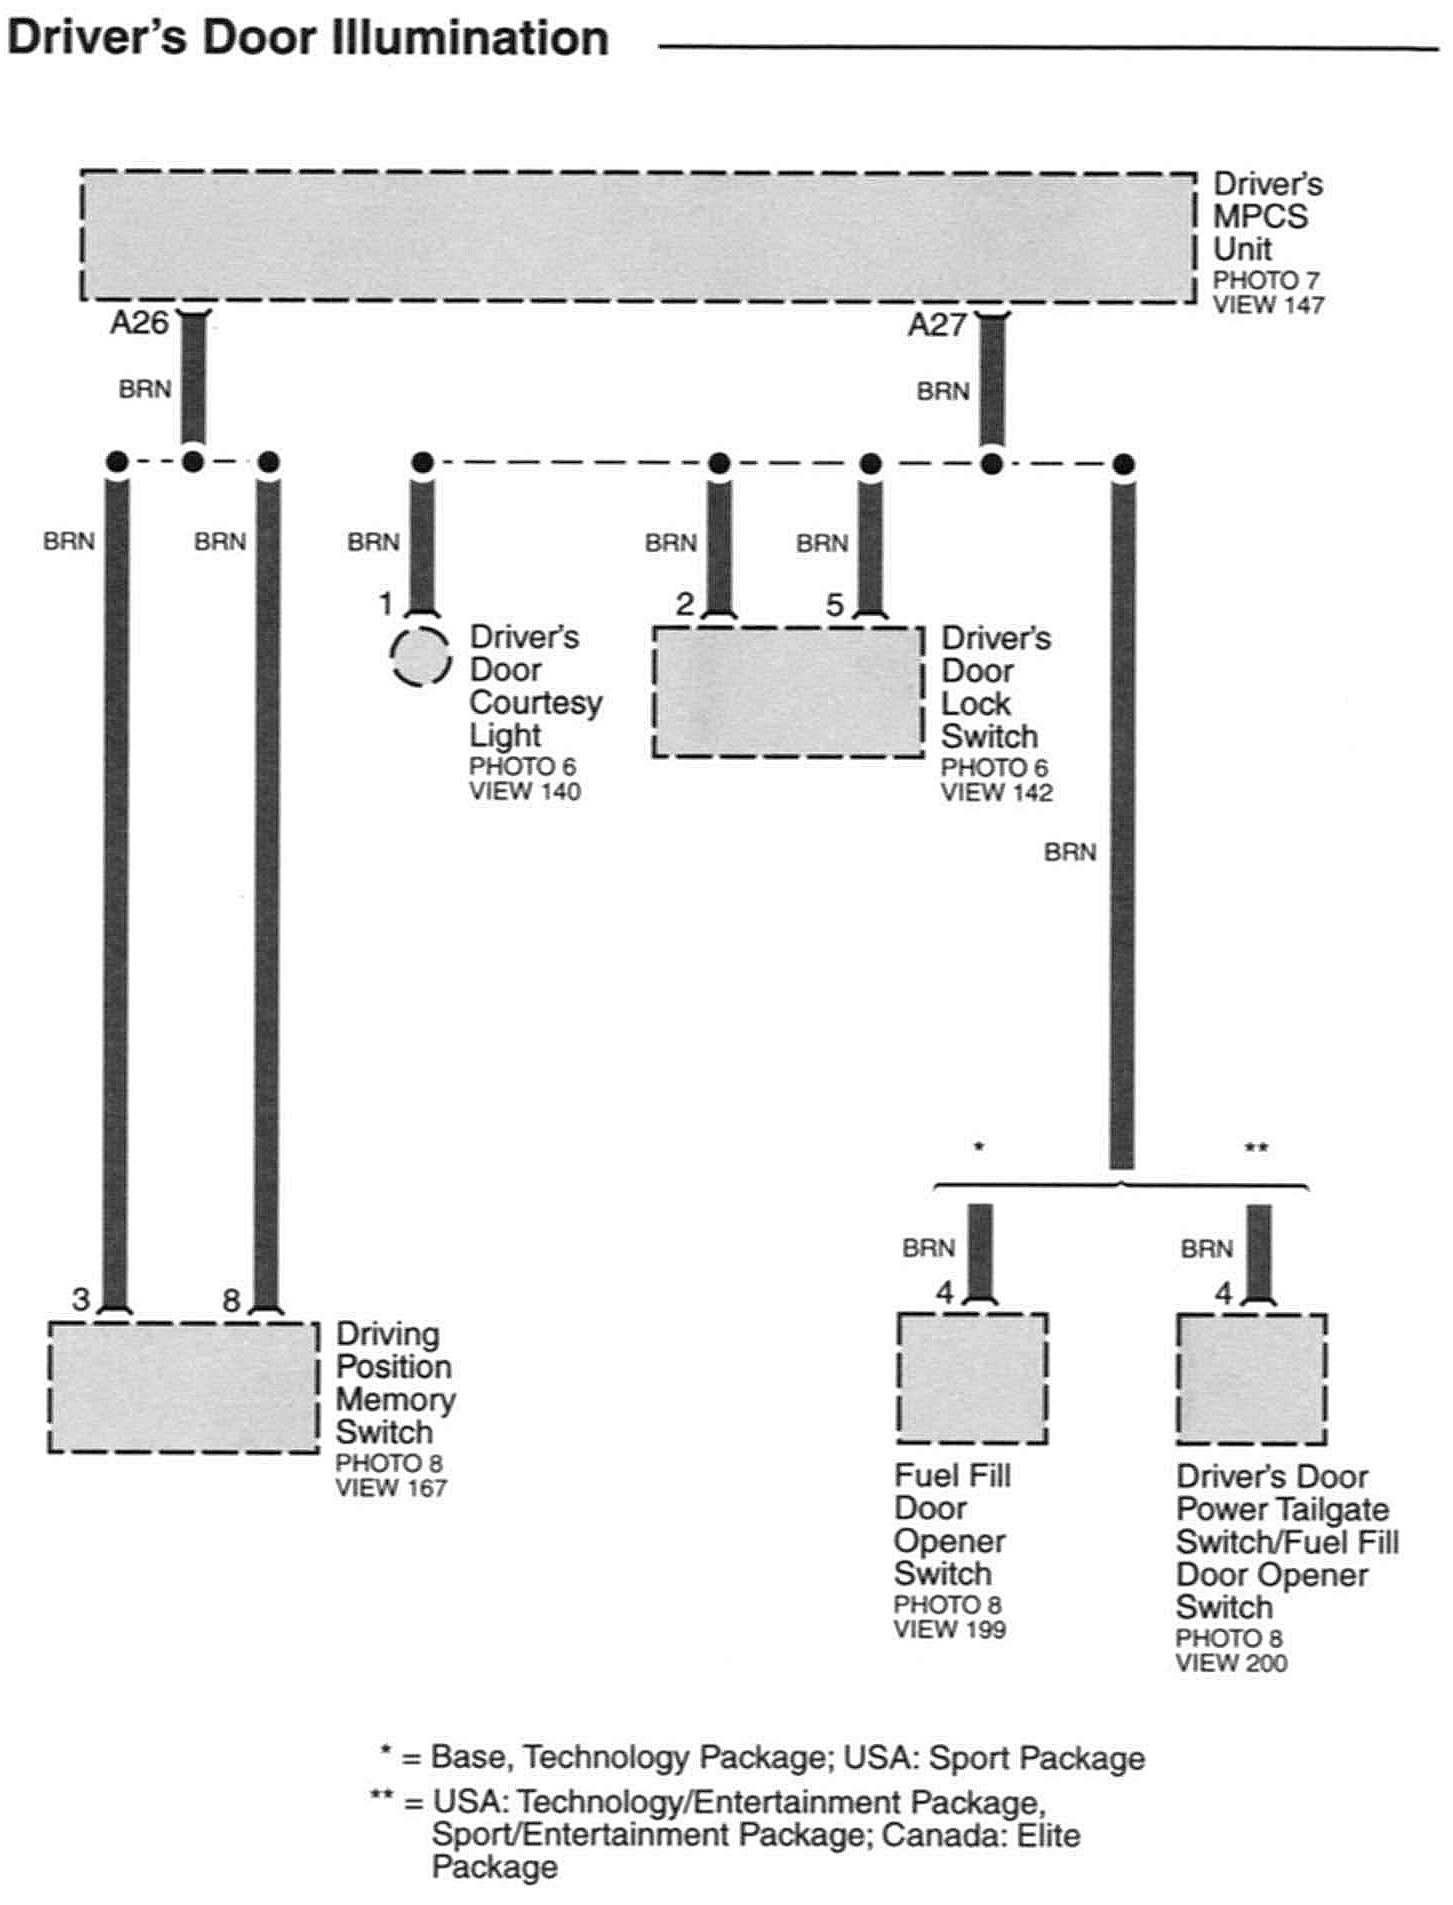 Driver's Door Illumination
Driver's
MPCS
Unit
PHOTO 7
VIEW 147
A26
A27
BRN
BRN
BRN
BRN
BRN
BRN
BRN
1
2
5
Driver's
Door
Courtesy
Light
PHOTO 6
VIEW 140
Driver's
Door
Lock
Switch
PHOTO 6
VIEW 142
BRN
*
**
BRN
BRN
3
8
4
4
Driving
Position
Memory
Switch
PHOTO 8
VIEW 167
Fuel Fill
Door
Opener
Switch
PHOTO 8
VIEW 199
Driver's Door
Power Tailgate
Switch/Fuel Fill
Door Opener
Switch
PHOTO 8
VIEW 200
* = Base, Technology Package; USA: Sport Package
** = USA: Technology/Entertainment Package,
Sport/Entertainment Package; Canada: Elite
Package